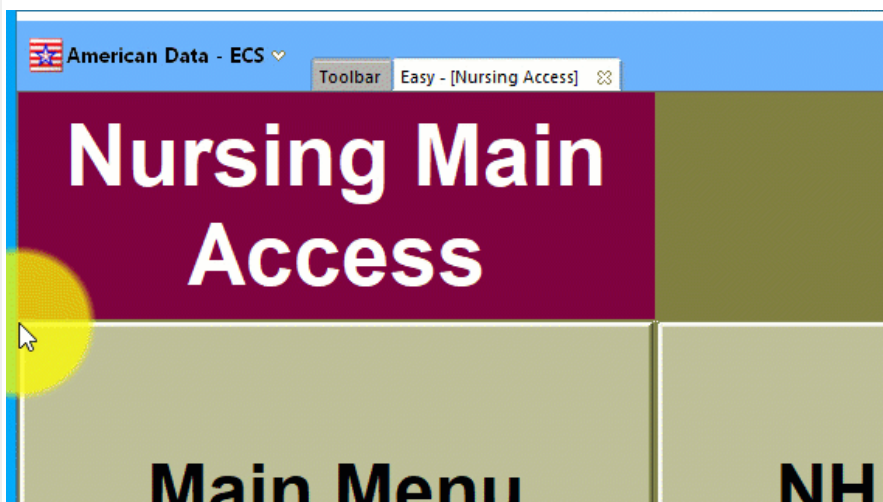 American Data - ECS
Toolbar
Easy - [Nursing Access]
Nursing Main
Access
Main Menu
NH